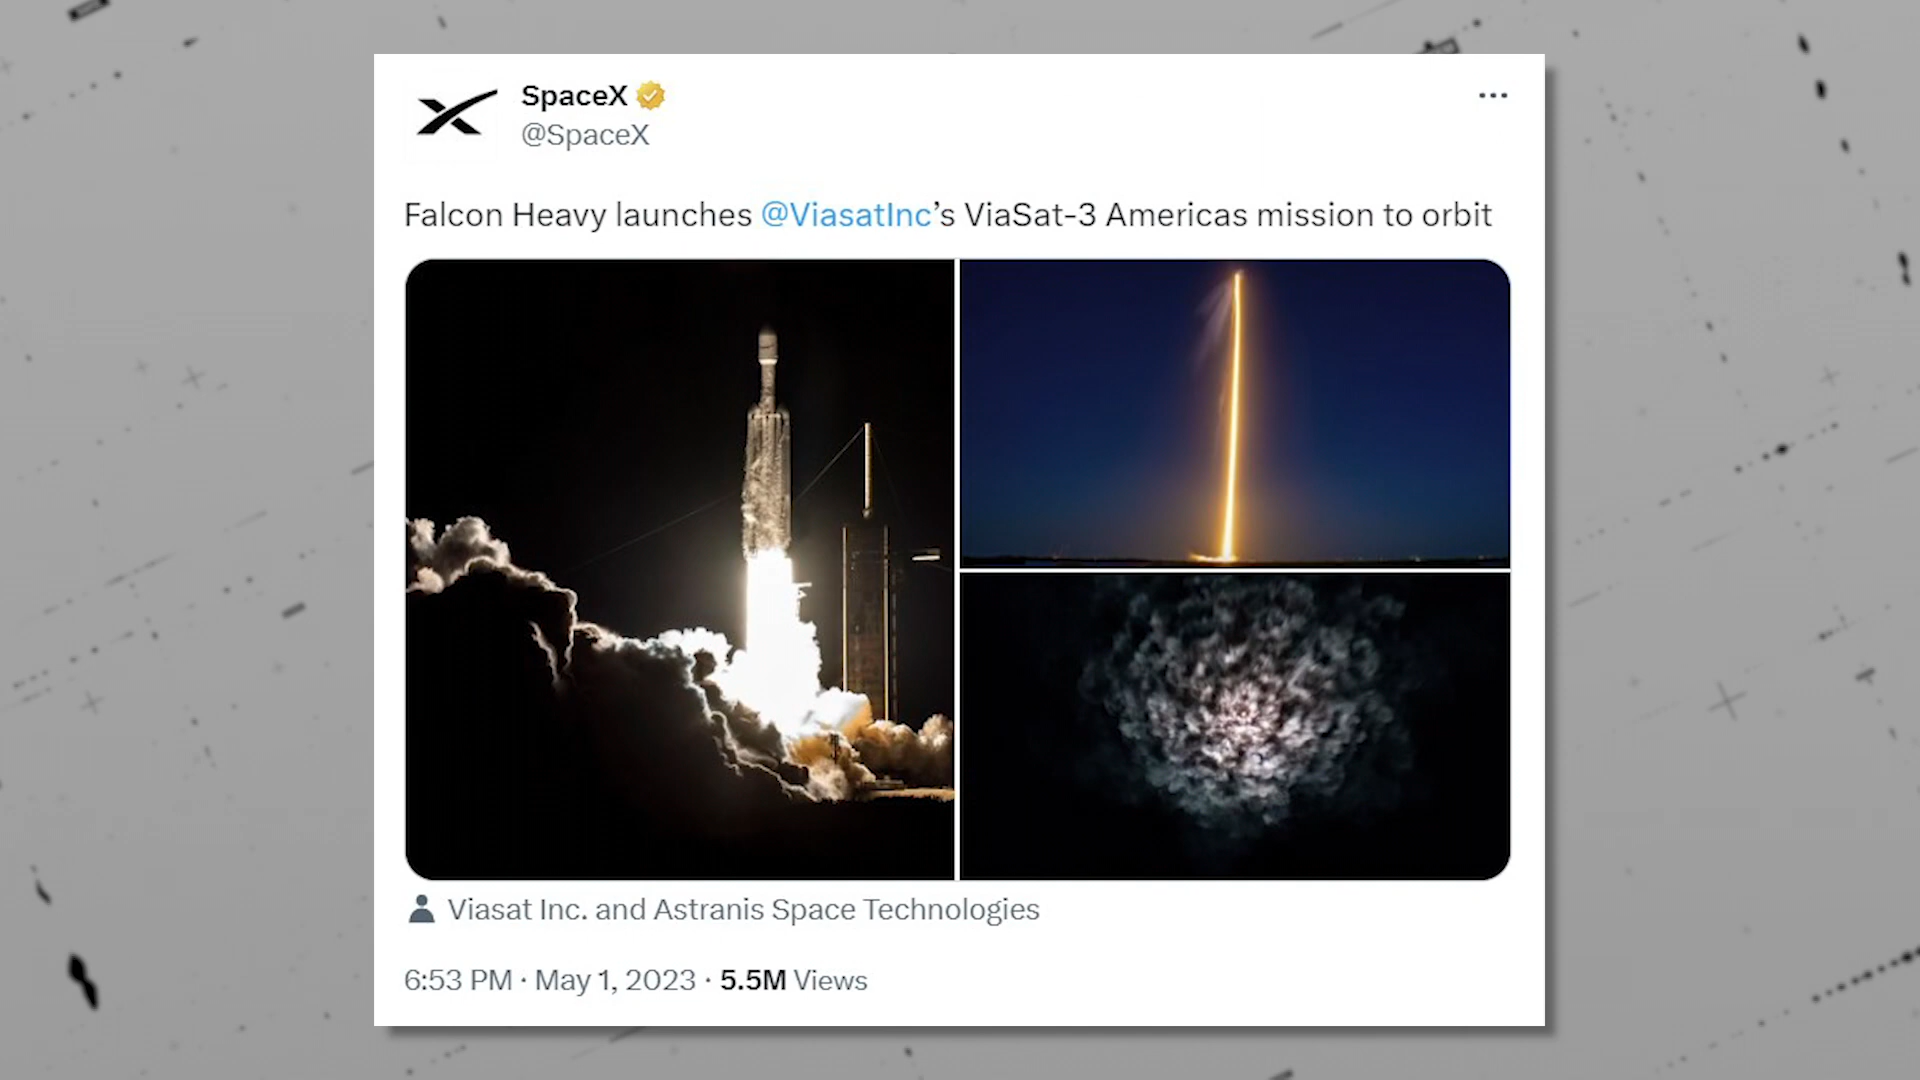 SpaceX
@SpaceX
Falcon Heavy launches @ViasatInc’s ViaSat-3 Americas mission to orbit
Viasat Inc. and Astranis Space Technologies
6:53 PM · May 1, 2023 · 5.5M Views